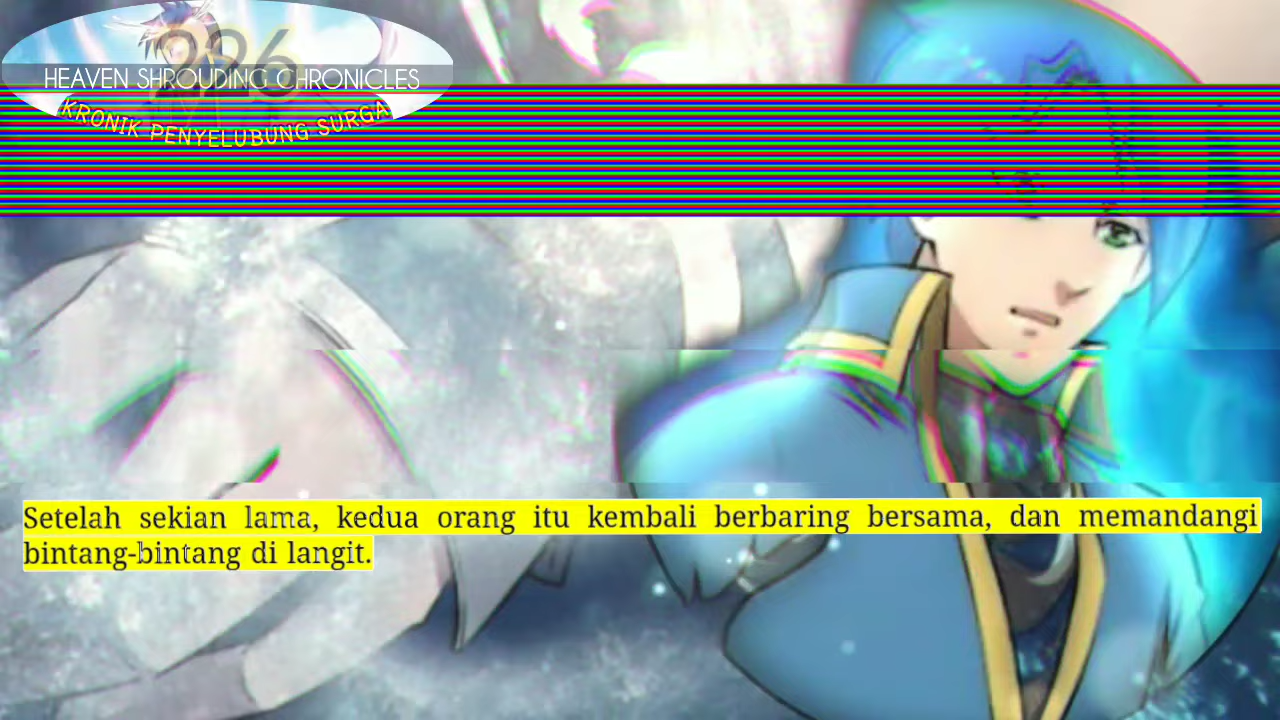 226
HEAVEN SHROUDING CHRONICLES
KRONIK PENYELUBUNG SURGA
Setelah sekian lama, kedua orang itu kembali berbaring bersama, dan memandangi
bintang-bintang di langit.